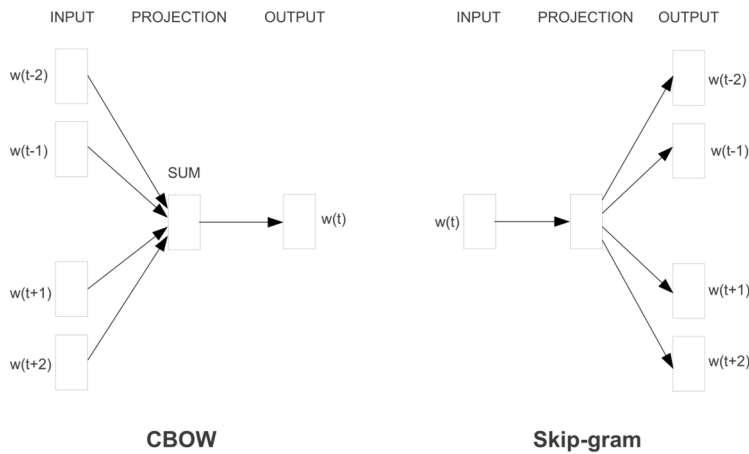 INPUT PROJECTION OUTPUT
w(t-2)
w(t-1)
SUM
w(t)
w(t+1)
w(t+2)
CBOW
INPUT PROJECTION OUTPUT
w(t-2)
w(t-1)
w(t)
w(t+1)
w(t+2)
Skip-gram